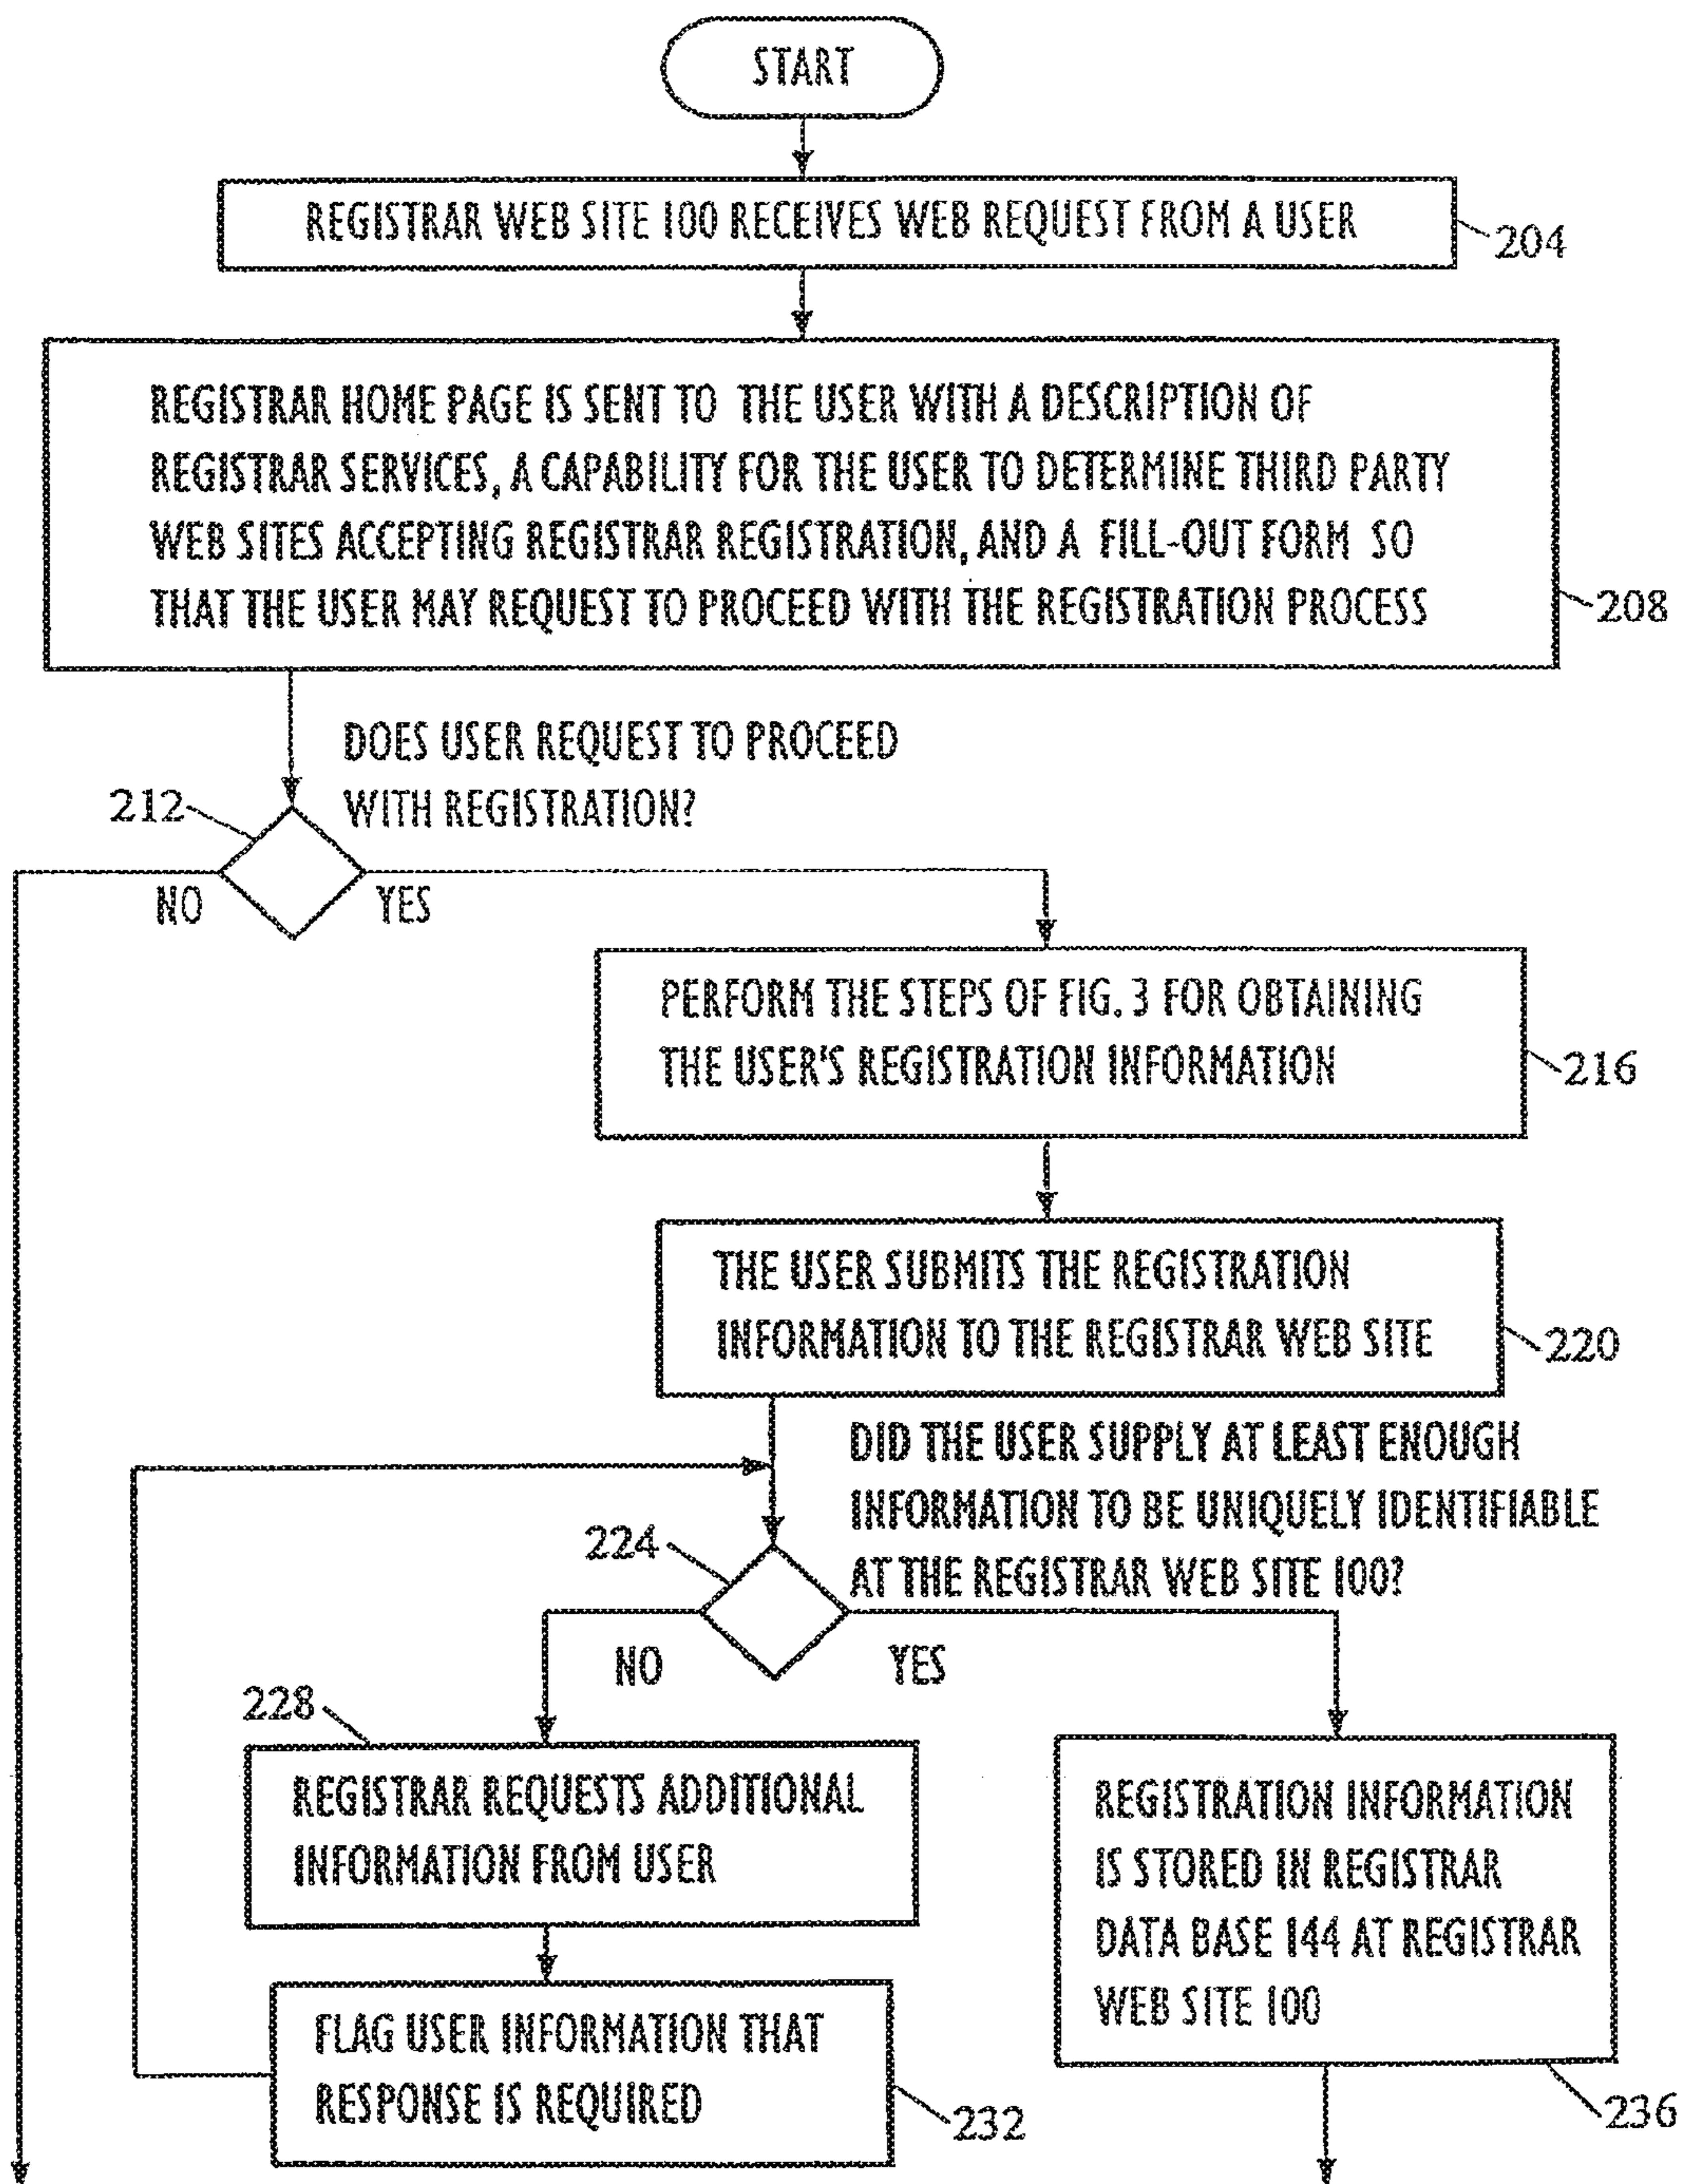 START
REGISTRAR WEB SITE 100 RECEIVES WEB REQUEST FROM A USER
204
REGISTRAR HOME PAGE IS SENT TO THE USER WITH A DESCRIPTION OF
REGISTRAR SERVICES, A CAPABILITY FOR THE USER TO DETERMINE THIRD PARTY
WEB SITES ACCEPTING REGISTRAR REGISTRATION, AND A FILL-OUT FORM SO
THAT THE USER MAY REQUEST TO PROCEED WITH THE REGISTRATION PROCESS
208
DOES USER REQUEST TO PROCEED
WITH REGISTRATION?
212
NO
YES
PERFORM THE STEPS OF FIG. 3 FOR OBTAINING
THE USER'S REGISTRATION INFORMATION
216
THE USER SUBMITS THE REGISTRATION
INFORMATION TO THE REGISTRAR WEB SITE
220
DID THE USER SUPPLY AT LEAST ENOUGH
INFORMATION TO BE UNIQUELY IDENTIFIABLE
AT THE REGISTRAR WEB SITE 100?
224
NO
YES
228
REGISTRAR REQUESTS ADDITIONAL
INFORMATION FROM USER
REGISTRATION INFORMATION
IS STORED IN REGISTRAR
DATA BASE 144 AT REGISTRAR
WEB SITE 100
236
FLAG USER INFORMATION THAT
RESPONSE IS REQUIRED
232